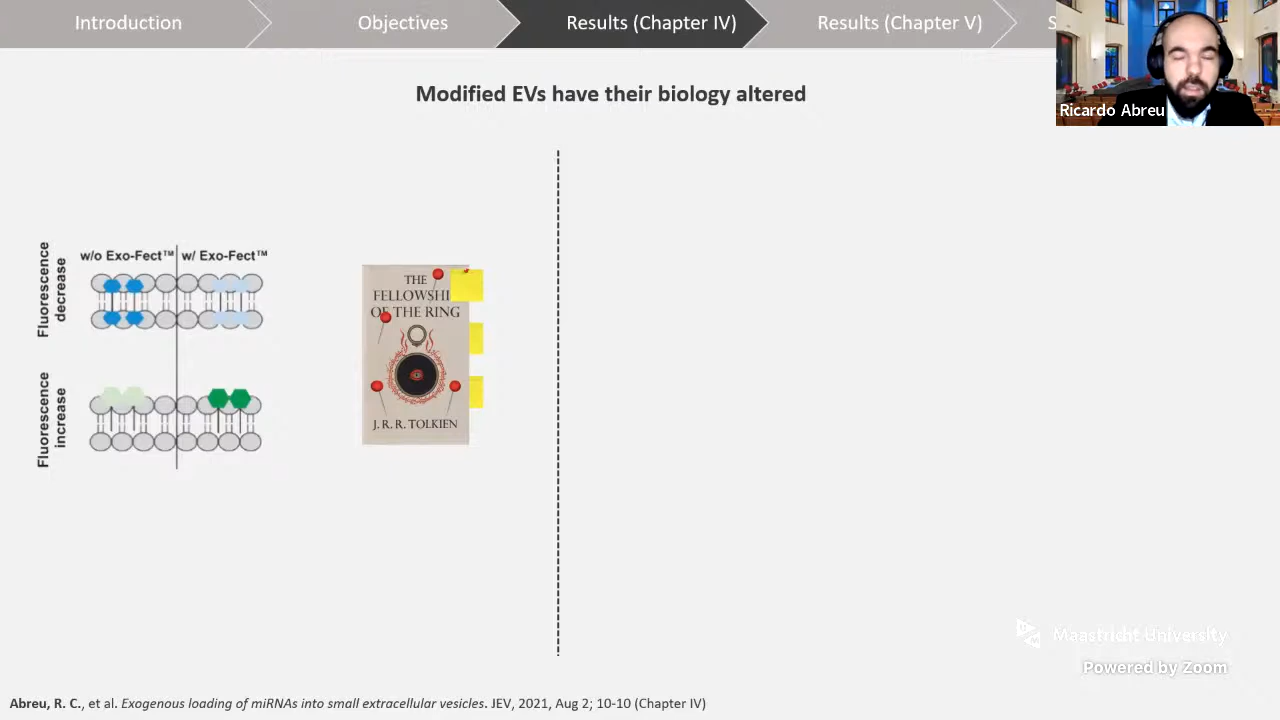 Introduction
Objectives
Results (Chapter IV)
Results (Chapter V)
S
Ricardo Abreu
Modified EVs have their biology altered
w/o Exo-Fect™
w/ Exo-Fect™
Fluorescence
decrease
Fluorescence
increase
THE
FELLOWSHI
OF THE RING
J. R. R. TOLKIEN
Maastricht University
Powered by Zoom
Abreu, R. C., et al. Exogenous loading of miRNAs into small extracellular vesicles. JEV, 2021, Aug 2; 10-10 (Chapter IV)